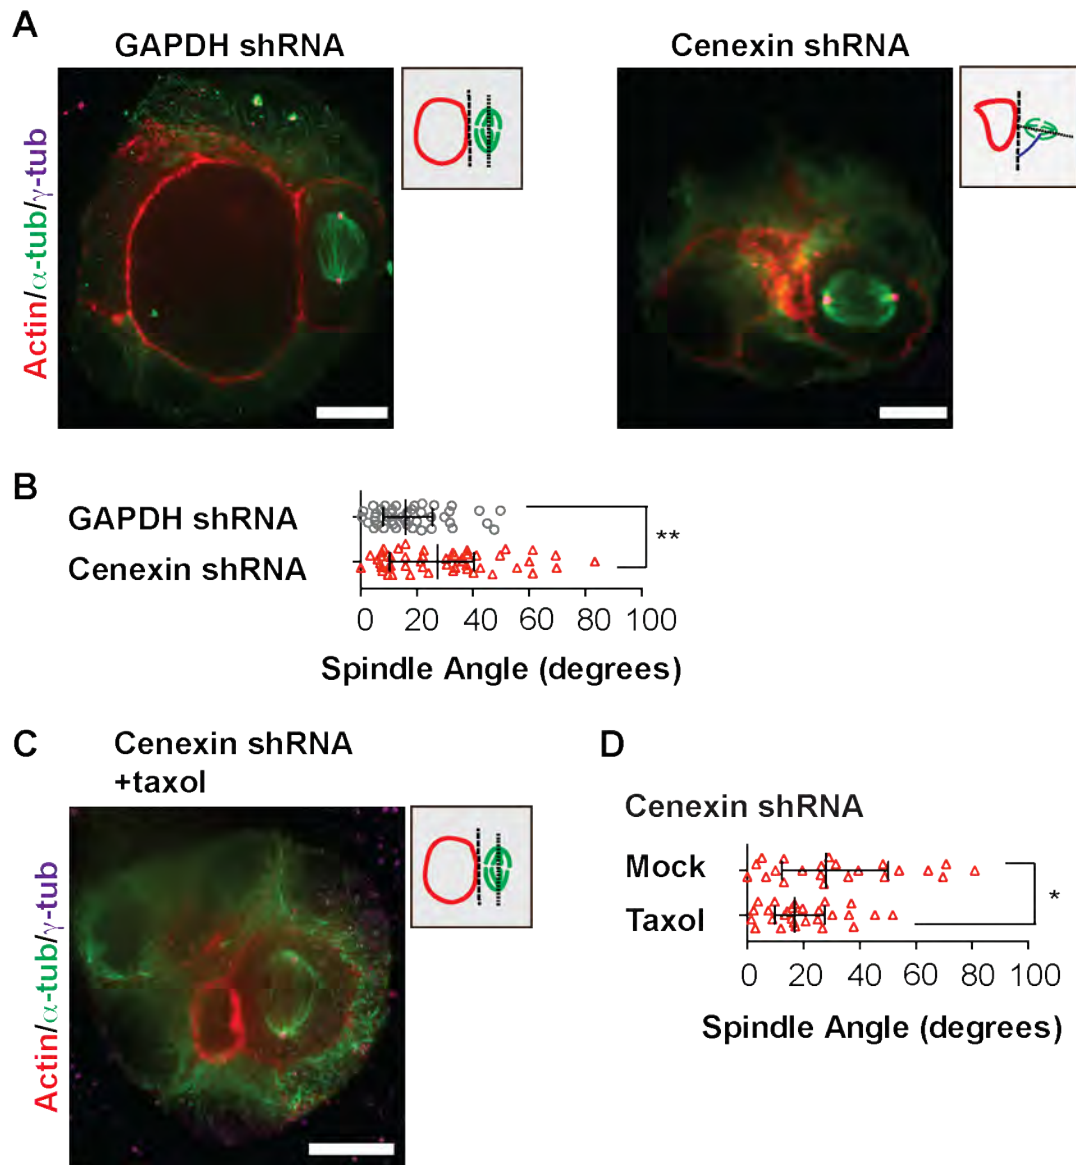 A
GAPDH shRNA
Cenexin shRNA
Actin/α-tub/γ-tub
B
GAPDH shRNA
Cenexin shRNA
**
0 20 40 60 80 100
Spindle Angle (degrees)
C
Cenexin shRNA
+taxol
Actin/α-tub/γ-tub
D
Cenexin shRNA
Mock
Taxol
*
0 20 40 60 80 100
Spindle Angle (degrees)